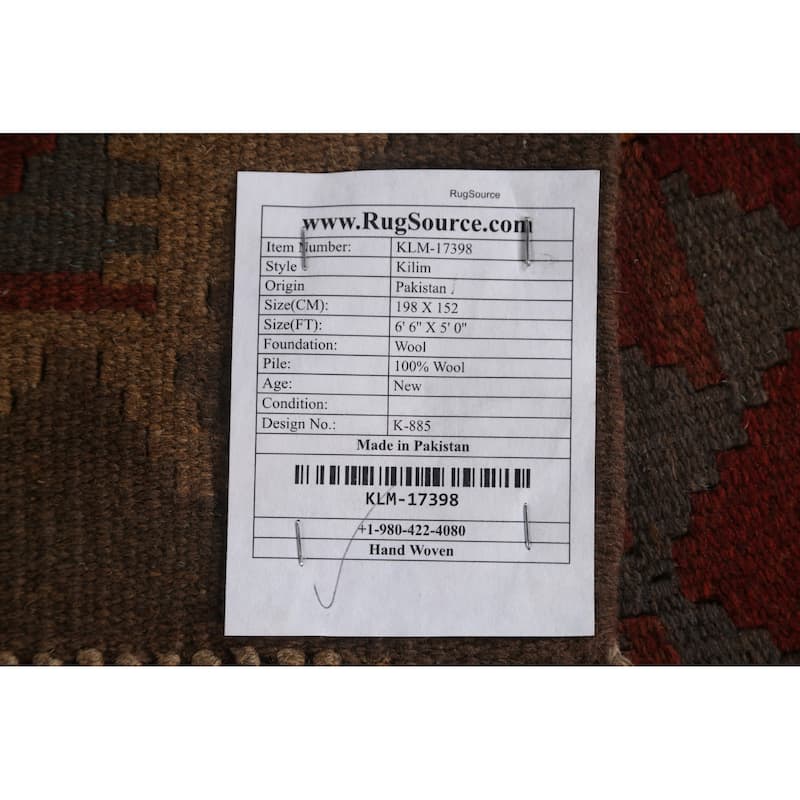 RugSource
www.RugSource.com
Item Number: KLM-17398
Style Kilim
Origin Pakistan
Size(CM): 198 X 152
Size(FT): 6' 6" X 5' 0"
Foundation: Wool
Pile: 100% Wool
Age: New
Condition:
Design No.: K-885
Made in Pakistan
KLM-17398
+1-980-422-4080
Hand Woven